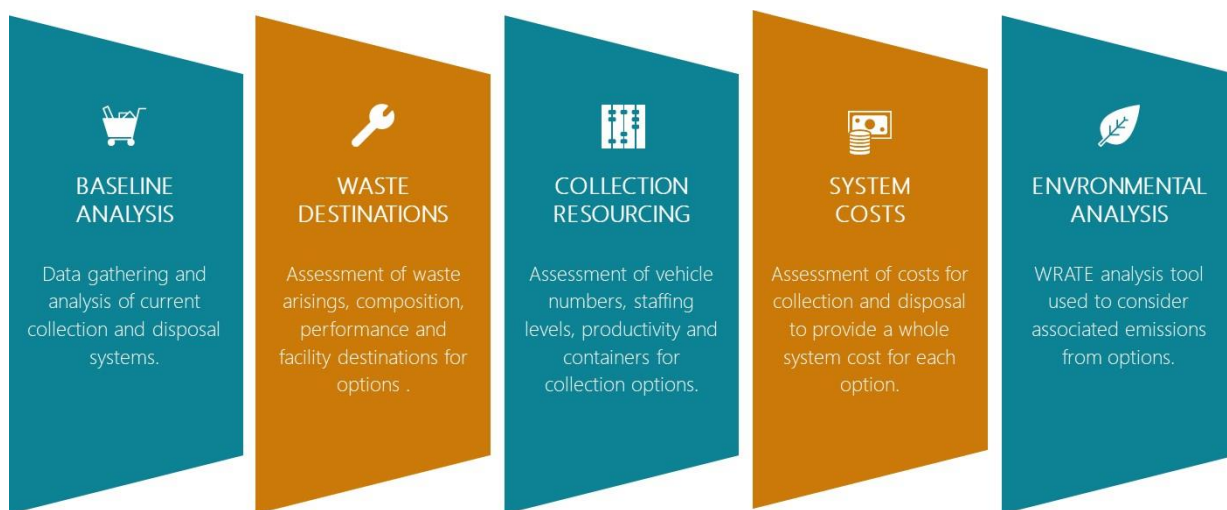 BASELINE
ANALYSIS
Data gathering and
analysis of current
collection and disposal
systems.
WASTE
DESTINATIONS
Assessment of waste
arisings, composition,
performance and
facility destinations for
options .
COLLECTION
RESOURCING
Assessment of vehicle
numbers, staffing
levels, productivity and
containers for
collection options.
SYSTEM
COSTS
Assessment of costs for
collection and disposal
to provide a whole
system cost for each
option.
ENVRONMENTAL
ANALYSIS
WRATE analysis tool
used to consider
associated emissions
from options.